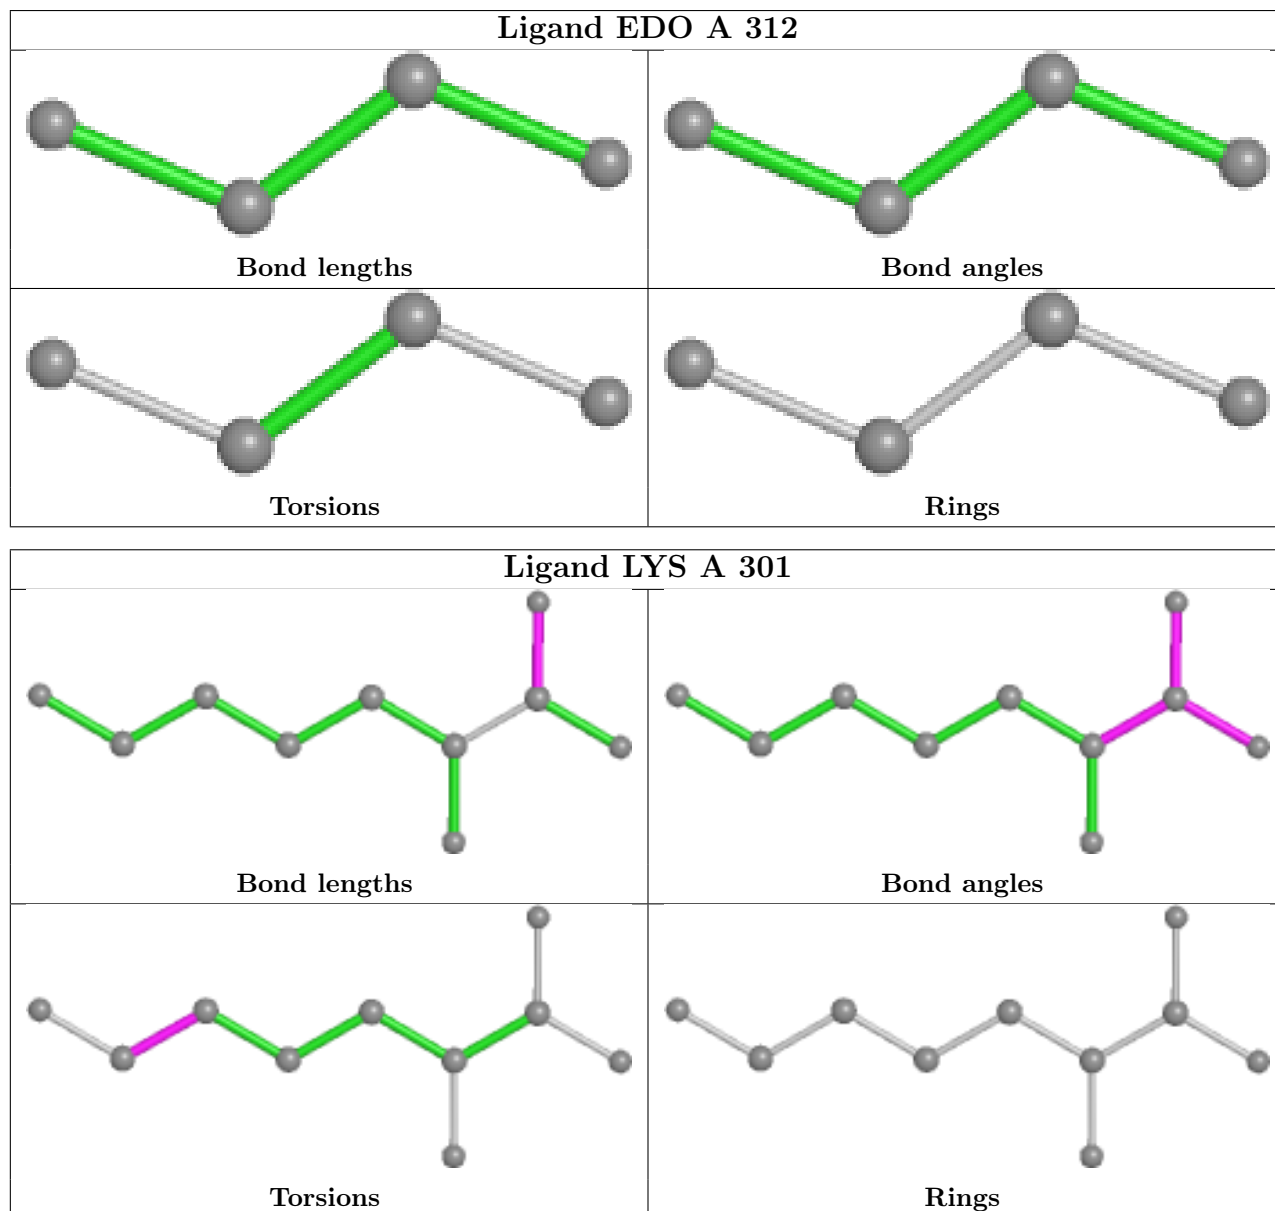 Ligand EDO A 312
Bond lengths
Bond angles
Torsions
Rings
Ligand LYS A 301
Bond lengths
Bond angles
Torsions
Rings